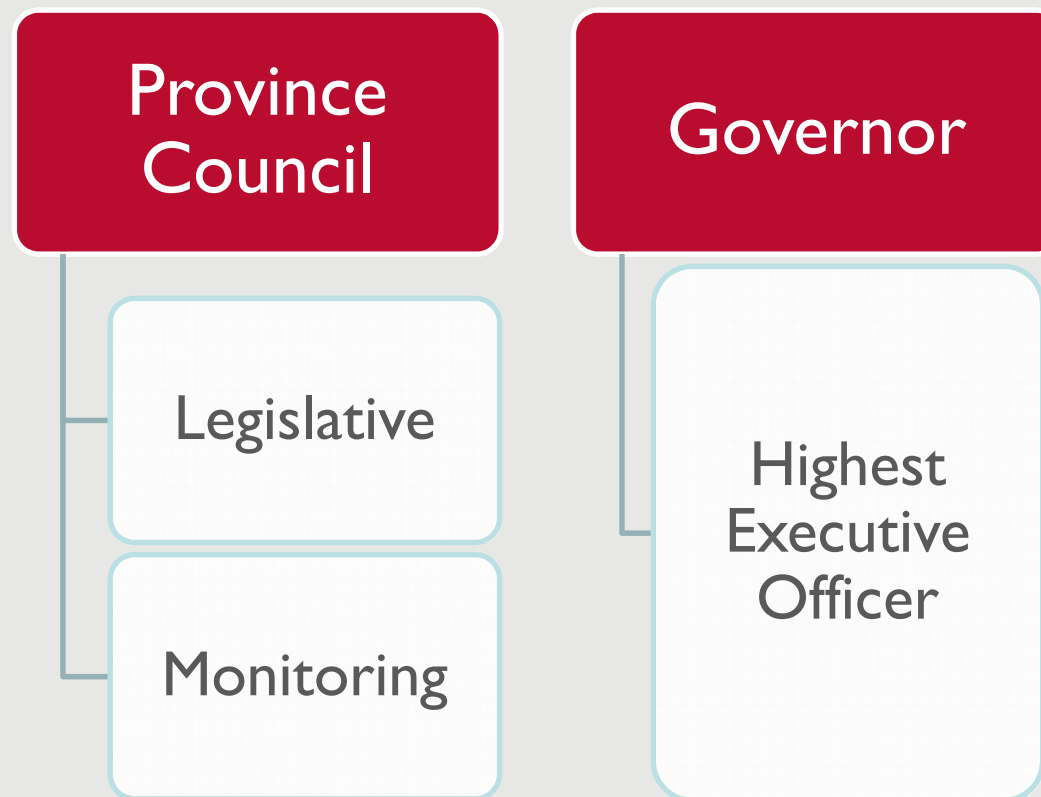 Province
Council
Legislative
Monitoring
Governor
Highest
Executive
Officer